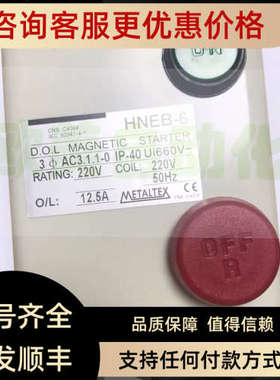 咨询客服更优惠价格
ON
CNS C4084
HNEB-6
D.O.L MAGNETIC STARTER
3 ɸ AC3.1.1-0 IP-40 Ui660V~
RATING: 220V COIL: 220V
50Hz
O/L: 12.5A METALTEX
OFF
R
号齐全
发顺丰
品质保障 值得信赖
支持任何付款方式